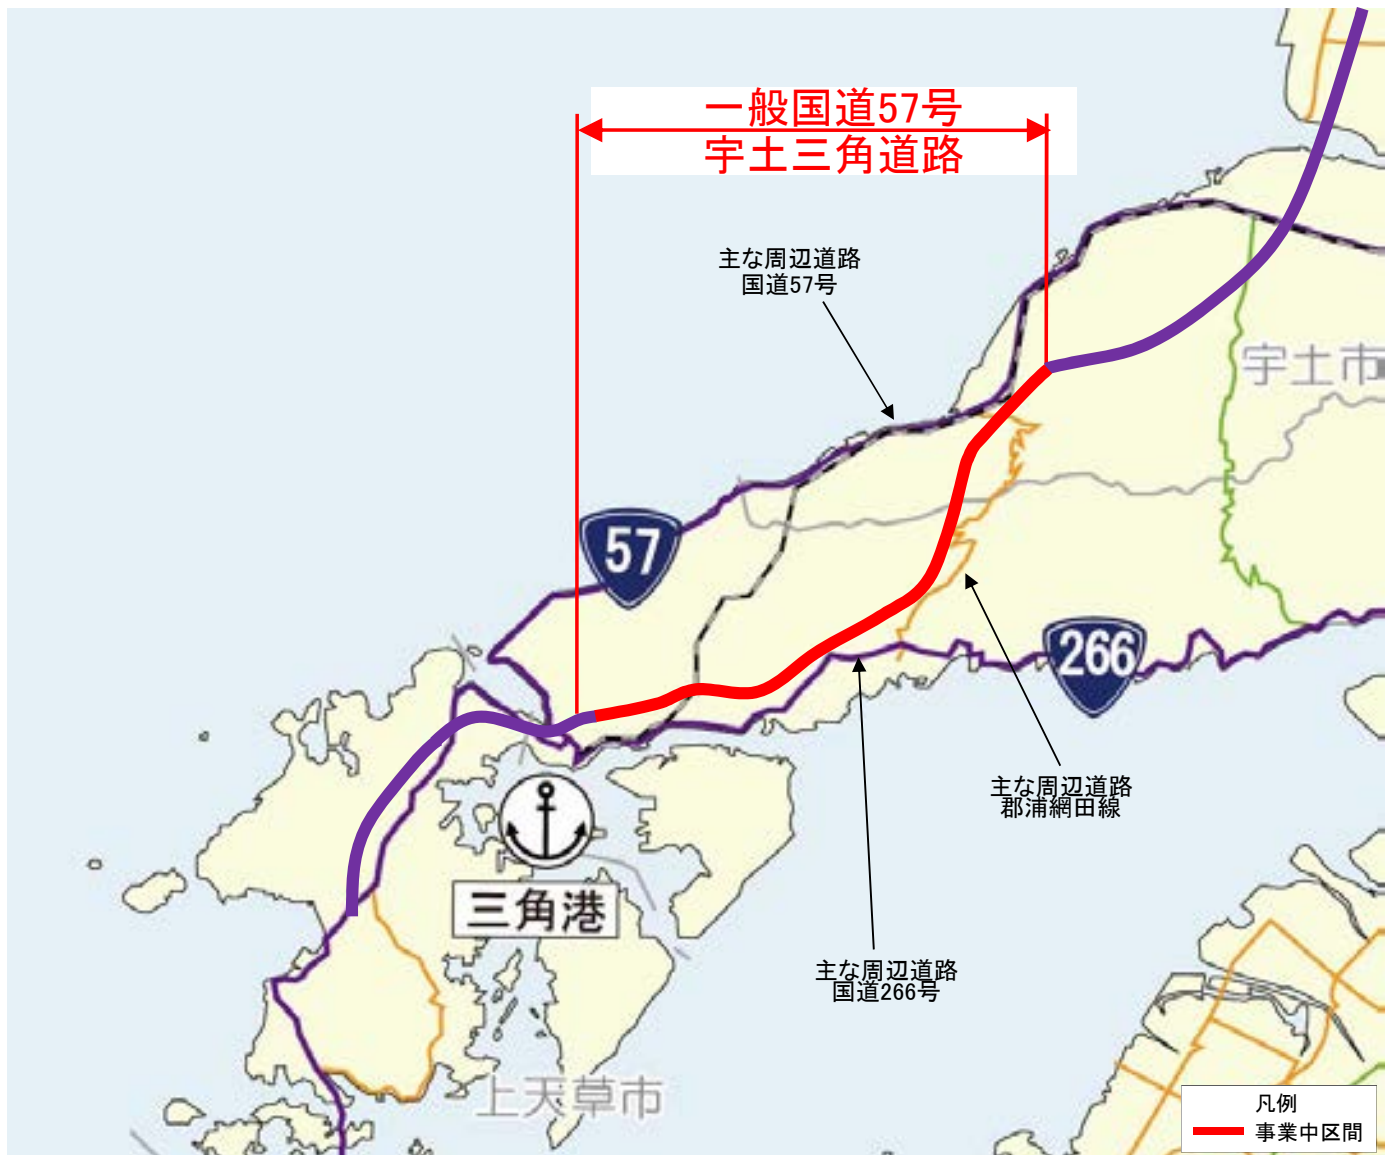 一般国道57号
宇土三角道路
主な周辺道路
国道57号
宇土市
57
266
主な周辺道路
郡浦網田線
三角港
主な周辺道路
国道266号
上天草市
凡例
事業中区間